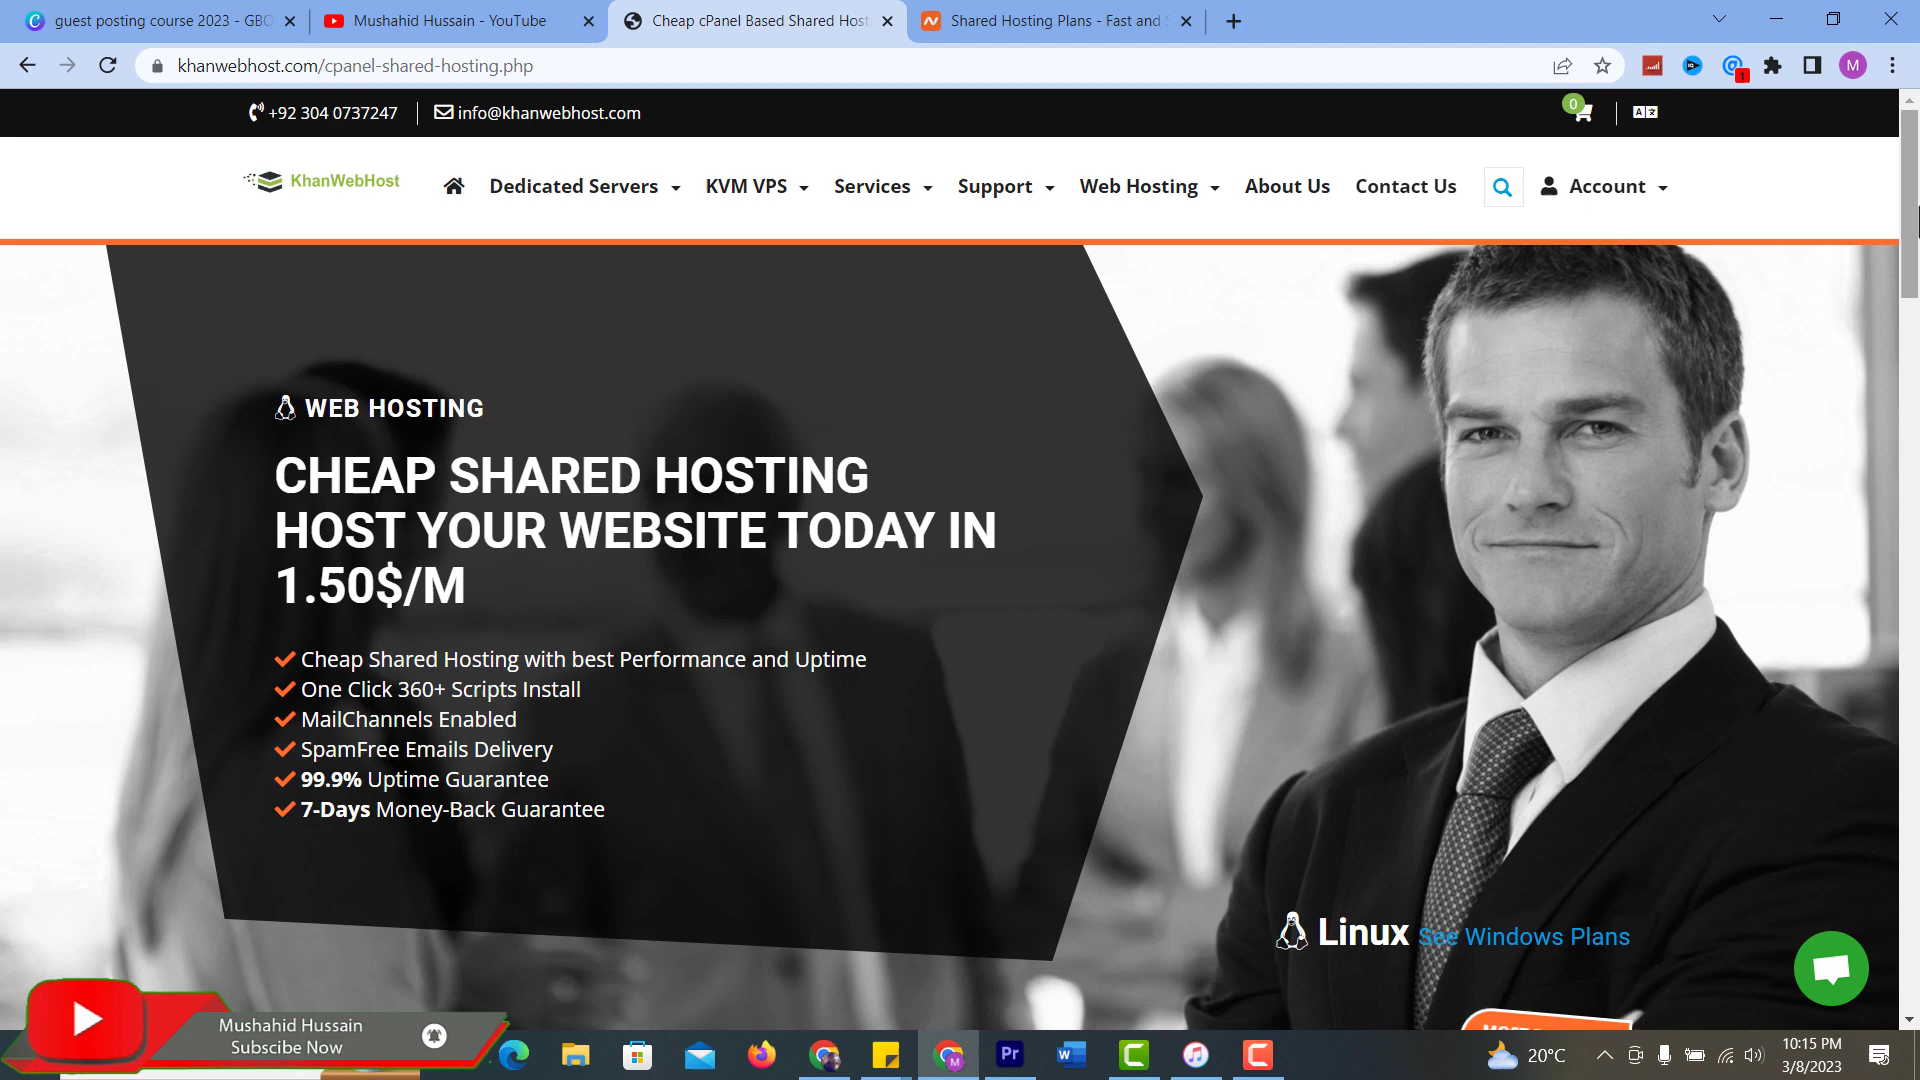 guest posting course 2023 - GBO
Mushahid Hussain - YouTube
Cheap cPanel Based Shared Host
Shared Hosting Plans - Fast and
khanwebhost.com/cpanel-shared-hosting.php
1
M
+92 304 0737247
info@khanwebhost.com
0
KhanWebHost
Dedicated Servers
KVM VPS
Services
Support
Web Hosting
About Us
Contact Us
Account
WEB HOSTING
CHEAP SHARED HOSTING
HOST YOUR WEBSITE TODAY IN
1.50$/M
Cheap Shared Hosting with best Performance and Uptime
One Click 360+ Scripts Install
MailChannels Enabled
SpamFree Emails Delivery
99.9% Uptime Guarantee
7-Days Money-Back Guarantee
Linux See Windows Plans
Mushahid Hussain
Subscibe Now
Pr
20°C
10:15 PM
3/8/2023